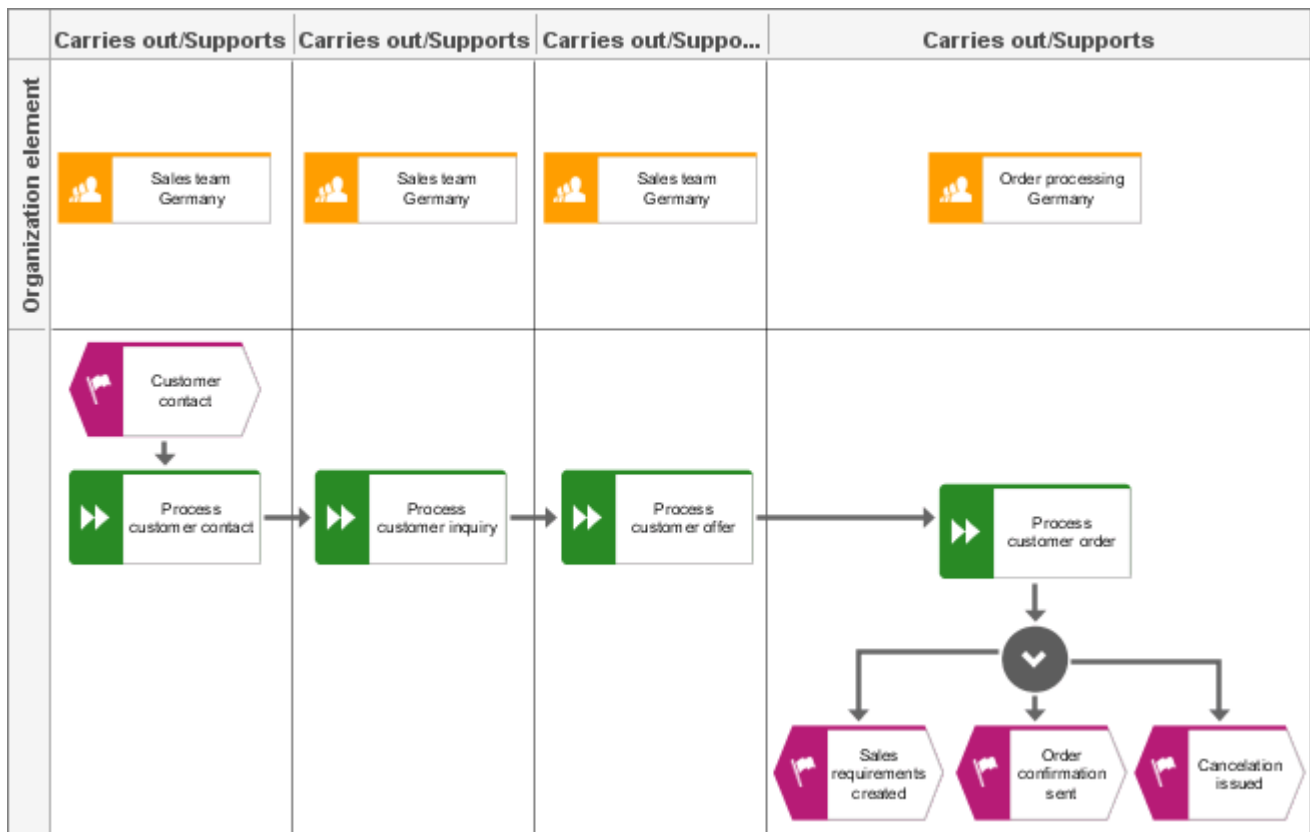 Carries out/Supports
Carries out/Supports
Carries out/Suppo...
Carries out/Supports
Organization element
Sales team
Germany
Sales team
Germany
Sales team
Germany
Order processing
Germany
Customer
contact
Process
customer contact
Process
customer inquiry
Process
customer offer
Process
customer order
Sales
requirements
created
Order
confirmation
sent
Cancelation
issued